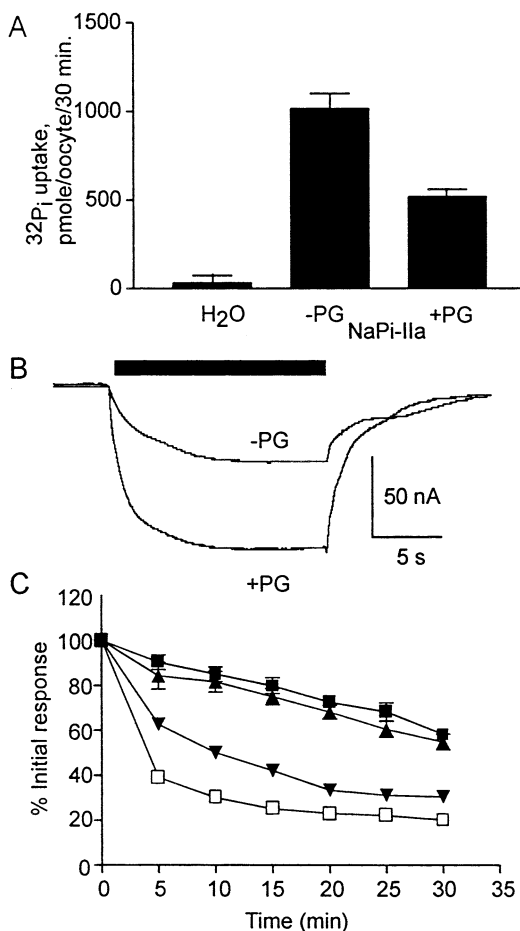 A
1500
1000
500
0
32Pi uptake,
pmole/oocyte/30 min.
H2O
-PG
+PG
NaPi-IIa
B
-PG
50 nA
5 s
+PG
C
120
100
80
60
40
20
0
% Initial response
0 5 10 15 20 25 30 35
Time (min)